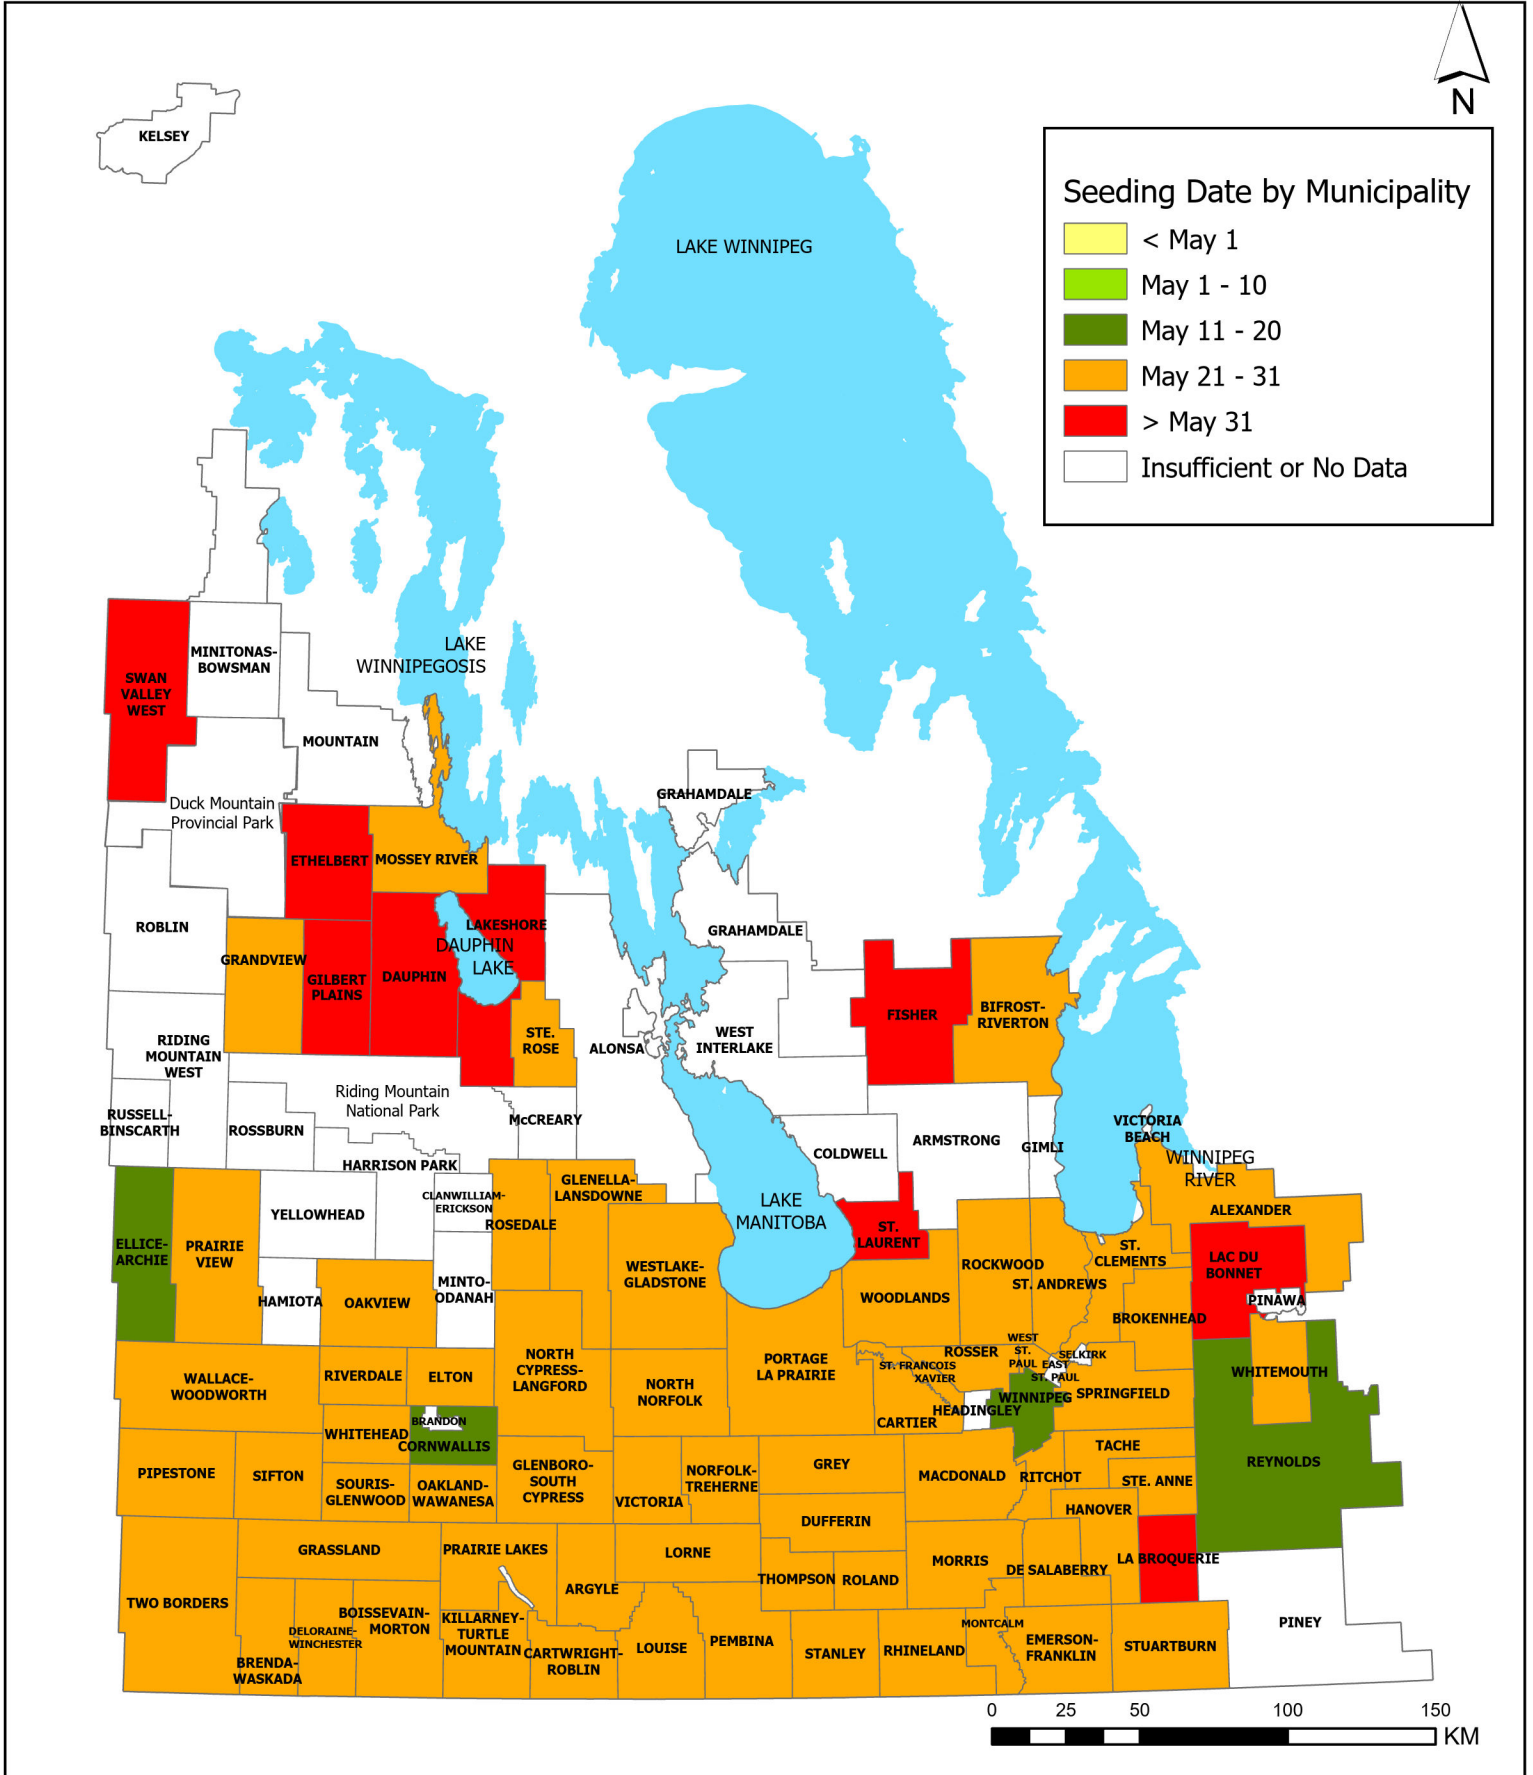 N
KELSEY
Seeding Date by Municipality
< May 1
May 1 - 10
May 11 - 20
May 21 - 31
> May 31
Insufficient or No Data
LAKE WINNIPEG
LAKE
WINNIPEGOSIS
MINITONAS-
BOWSMAN
SWAN
VALLEY
WEST
MOUNTAIN
Duck Mountain
Provincial Park
GRAHAMDALE
ETHELBERT
MOSSEY RIVER
ROBLIN
LAKESHORE
GRAHAMDALE
DAUPHIN
LAKE
GRANDVIEW
GILBERT
PLAINS
DAUPHIN
FISHER
BIFROST-
RIVERTON
STE.
ROSE
ALONSA
WEST
INTERLAKE
RIDING
MOUNTAIN
WEST
Riding Mountain
National Park
RUSSELL-
BINSCARTH
ROSSBURN
McCREARY
VICTORIA
BEACH
ARMSTRONG
GIMLI
COLDWELL
HARRISON PARK
WINNIPEG
RIVER
CLANWILLIAM-
ERICKSON
GLENELLA-
LANSDOWNE
ROSEDALE
YELLOWHEAD
LAKE
MANITOBA
ALEXANDER
ST.
LAURENT
ELLICE-
ARCHIE
PRAIRIE
VIEW
ST.
CLEMENTS
LAC DU
BONNET
ROCKWOOD
ST. ANDREWS
WESTLAKE-
GLADSTONE
MINTO-
ODANAH
HAMIOTA
OAKVIEW
WOODLANDS
PINAWA
BROKENHEAD
WEST
ST.
PAUL
ROSSER
SELKIRK
EAST
ST. PAUL
ST. FRANCOIS
XAVIER
NORTH
CYPRESS-
LANGFORD
PORTAGE
LA PRAIRIE
WHITEMOUTH
RIVERDALE
ELTON
WALLACE-
WOODWORTH
NORTH
NORFOLK
WINNIPEG
SPRINGFIELD
HEADINGLEY
CARTIER
BRANDON
WHITEHEAD
CORNWALLIS
TACHE
REYNOLDS
PIPESTONE
SIFTON
SOURIS-
GLENWOOD
OAKLAND-
WAWANESA
GLENBORO-
SOUTH
CYPRESS
VICTORIA
NORFOLK-
TREHERNE
GREY
MACDONALD
RITCHOT
STE. ANNE
HANOVER
DUFFERIN
GRASSLAND
PRAIRIE LAKES
LORNE
ARGYLE
THOMPSON
ROLAND
MORRIS
DE SALABERRY
LA BROQUERIE
TWO BORDERS
BOISSEVAIN-
MORTON
DELORAINE-
WINCHESTER
BRENDA-
WASKADA
KILLARNEY-
TURTLE
MOUNTAIN
CARTWRIGHT-
ROBLIN
LOUISE
PEMBINA
STANLEY
RHINELAND
MONTCALM
EMERSON-
FRANKLIN
STUARTBURN
PINEY
0 25 50 100 150
KM